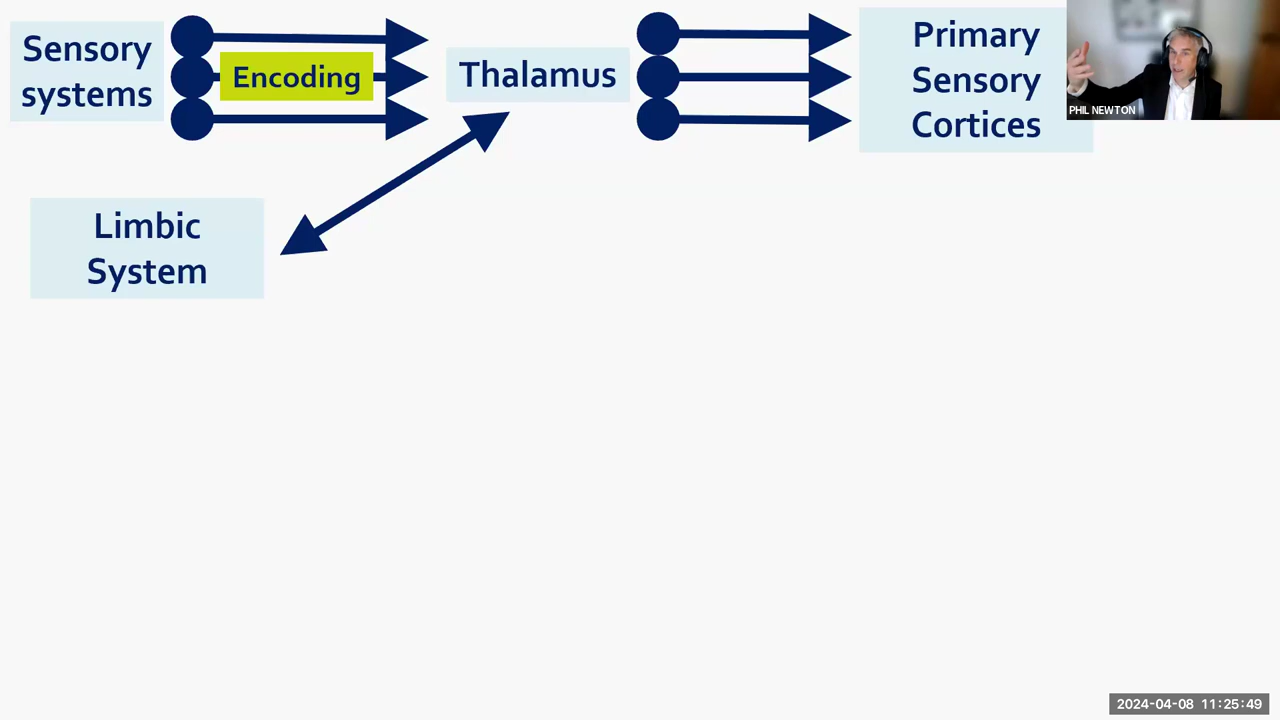 Sensory
systems
Encoding
Thalamus
Primary
Sensory
Cortices
PHIL NEWTON
Limbic
System
2024-04-08 11:25:49